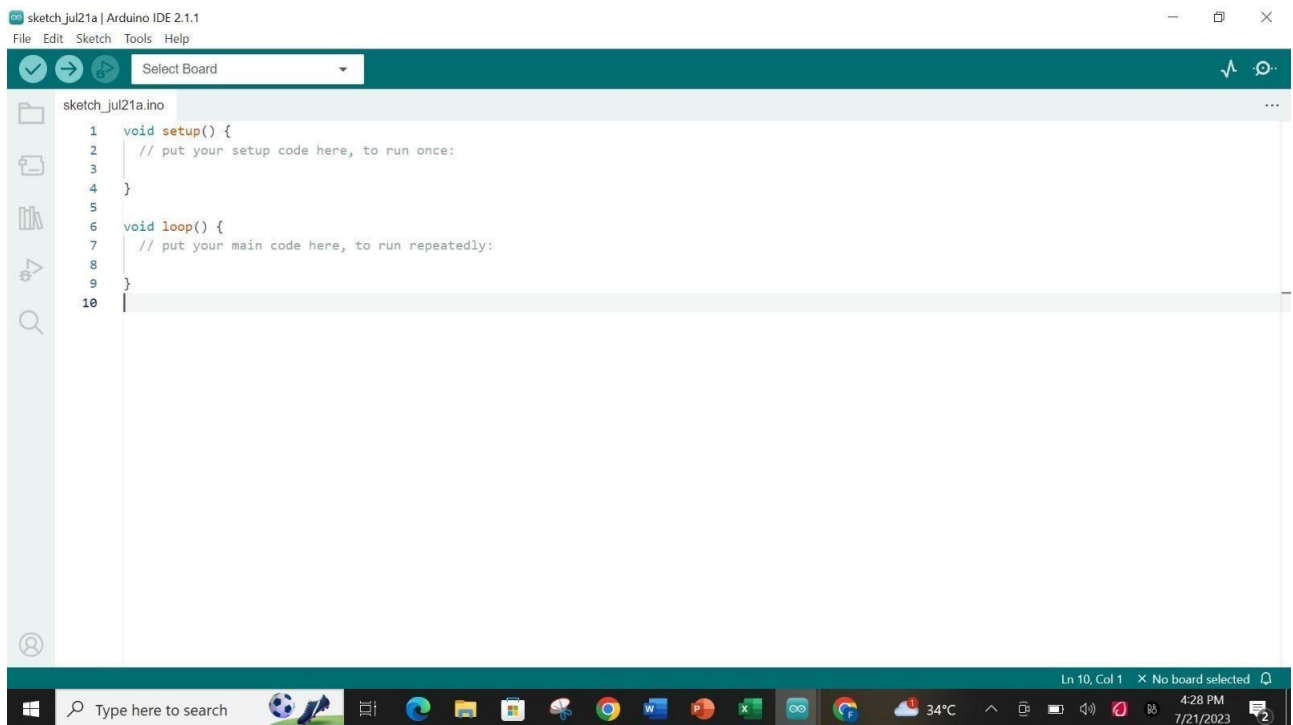 sketch_jul21a | Arduino IDE 2.1.1
File Edit Sketch Tools Help
Select Board
sketch_jul21a.ino
1 void setup() {
2 // put your setup code here, to run once:
3
4 }
5
6 void loop() {
7 // put your main code here, to run repeatedly:
8
9 }
10
Ln 10, Col 1 × No board selected
Type here to search
34°C
4:28 PM
7/21/2023
2